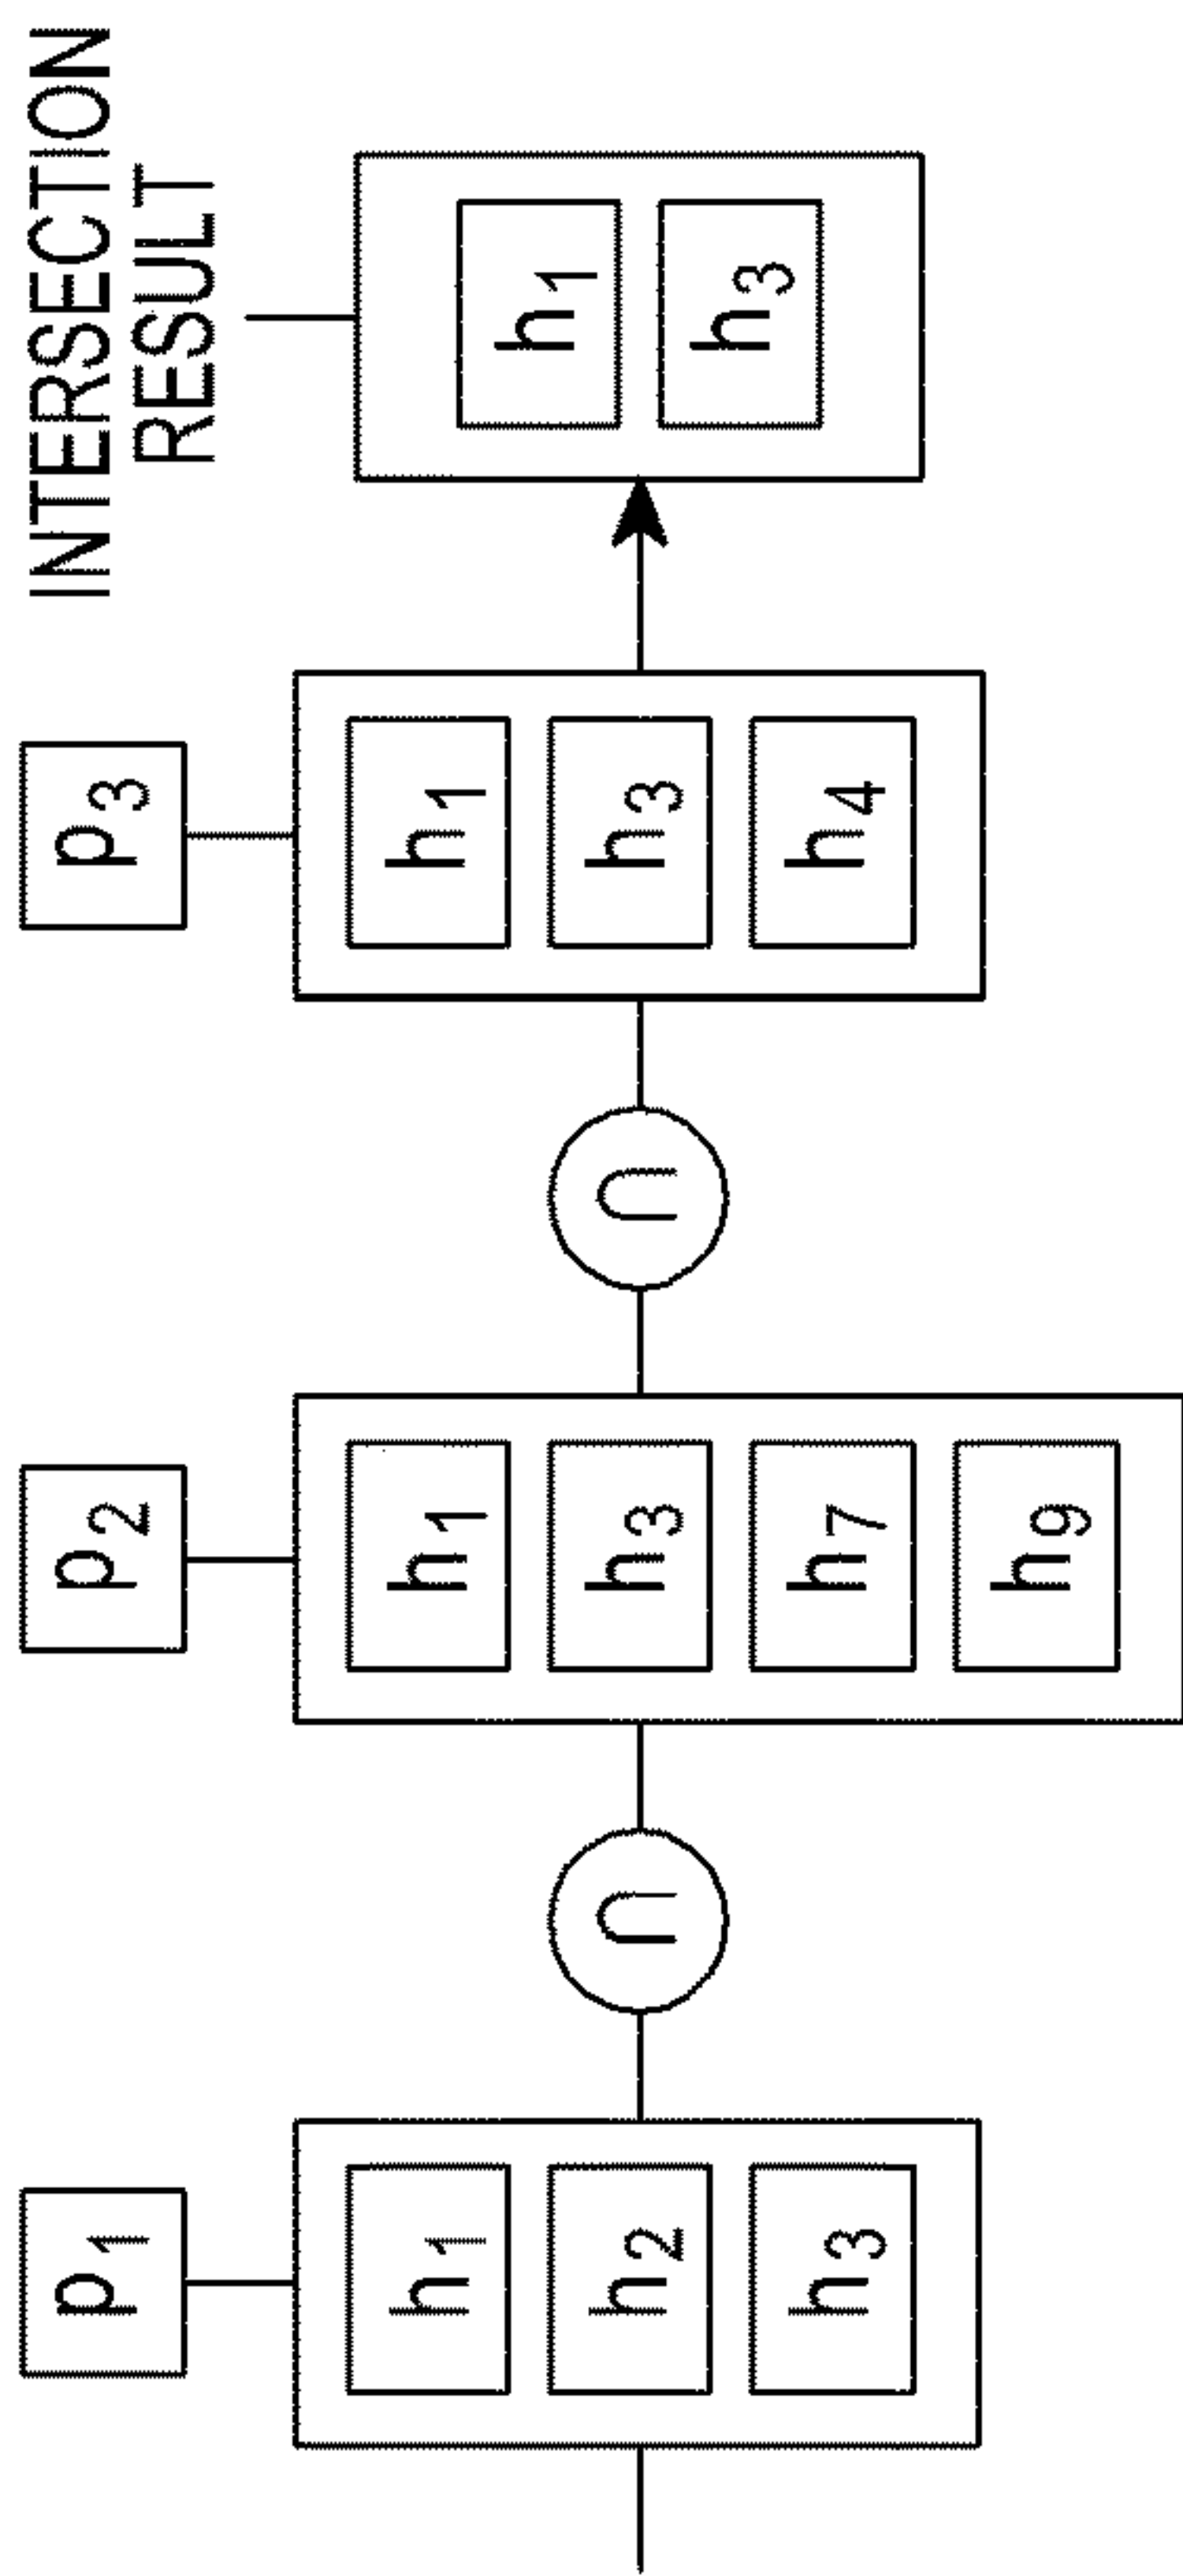 p1
h1
h2
h3
∩
p2
h1
h3
h7
h9
∩
p3
h1
h3
h4
INTERSECTION
RESULT
h1
h3